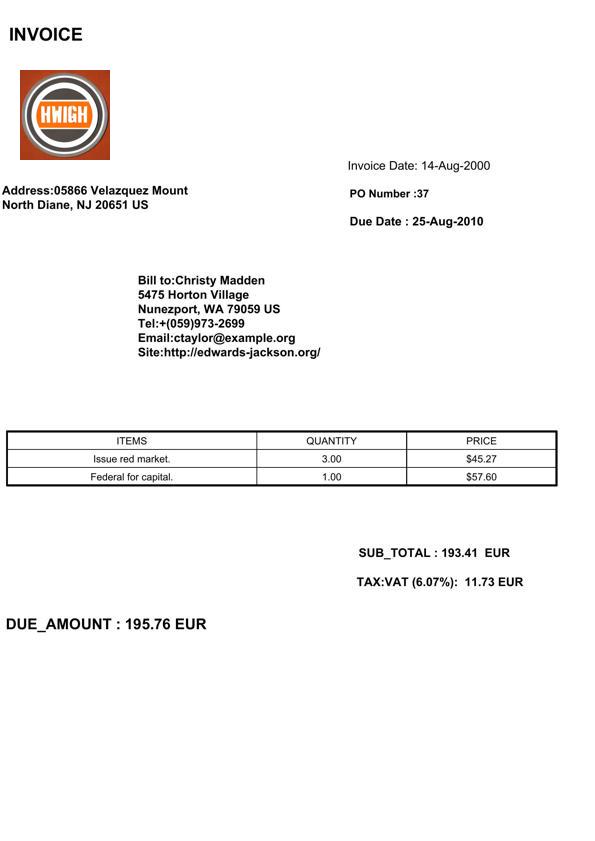 INVOICE
HWIGH
Invoice Date: 14-Aug-2000
Address:05866 Velazquez Mount
North Diane, NJ 20651 US
PO Number :37
Due Date : 25-Aug-2010
Bill to:Christy Madden
5475 Horton Village
Nunezport, WA 79059 US
Tel:+(059)973-2699
Email:ctaylor@example.org
Site:http://edwards-jackson.org/
ITEMS QUANTITY PRICE
Issue red market. 3.00 $45.27
Federal for capital. 1.00 $57.60
SUB_TOTAL : 193.41 EUR
TAX:VAT (6.07%): 11.73 EUR
DUE_AMOUNT : 195.76 EUR